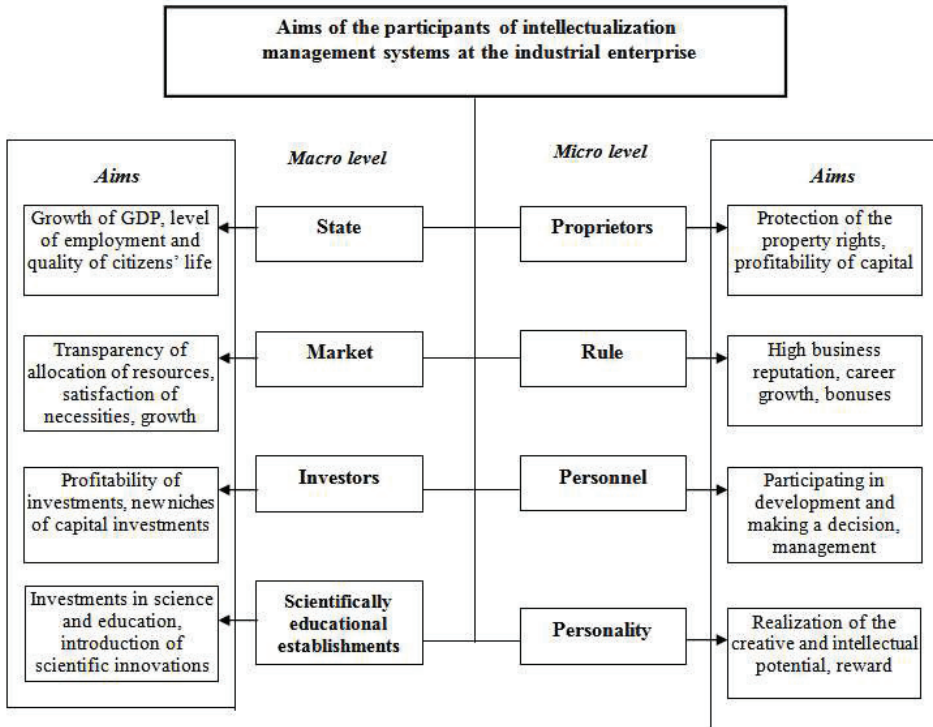 Aims of the participants of intellectualization
management systems at the industrial enterprise
Macro level
Micro level
Aims
Aims
Growth of GDP, level
of employment and
quality of citizens’ life
State
Proprietors
Protection of the
property rights,
profitability of capital
Transparency of
allocation of resources,
satisfaction of
necessities, growth
Market
Rule
High business
reputation, career
growth, bonuses
Profitability of
investments, new niches
of capital investments
Investors
Personnel
Participating in
development and
making a decision,
management
Investments in science
and education,
introduction of
scientific innovations
Scientifically
educational
establishments
Personality
Realization of the
creative and intellectual
potential, reward